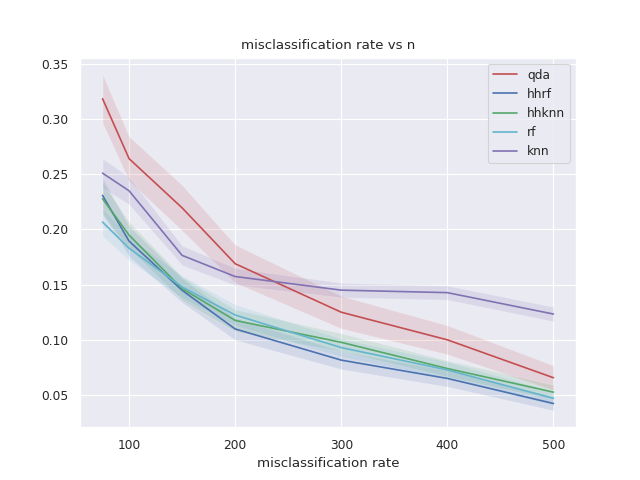 misclassification rate vs n
0.35
0.30
0.25
0.20
0.15
0.10
0.05
qda
hhrf
hhknn
rf
knn
100 200 300 400 500
misclassification rate